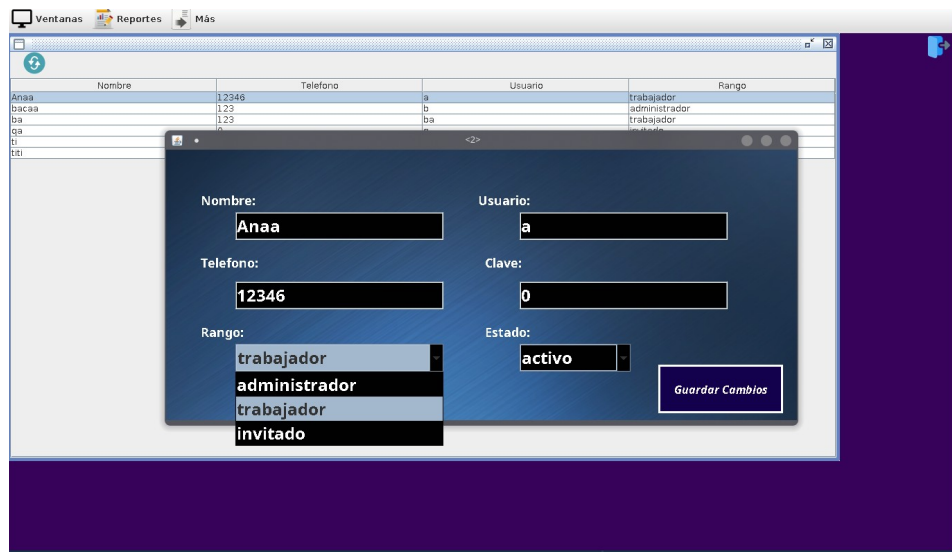 Ventanas Reportes Más
Nombre Telefono Usuario Rango
Anaa 12346 a trabajador
bacaa 123 b administrador
ba 123 ba trabajador
qa
ti
titi
<2>
Nombre: Usuario:
Anaa a
Telefono: Clave:
12346 0
Rango: Estado:
trabajador activo
administrador
trabajador
invitado
Guardar Cambios